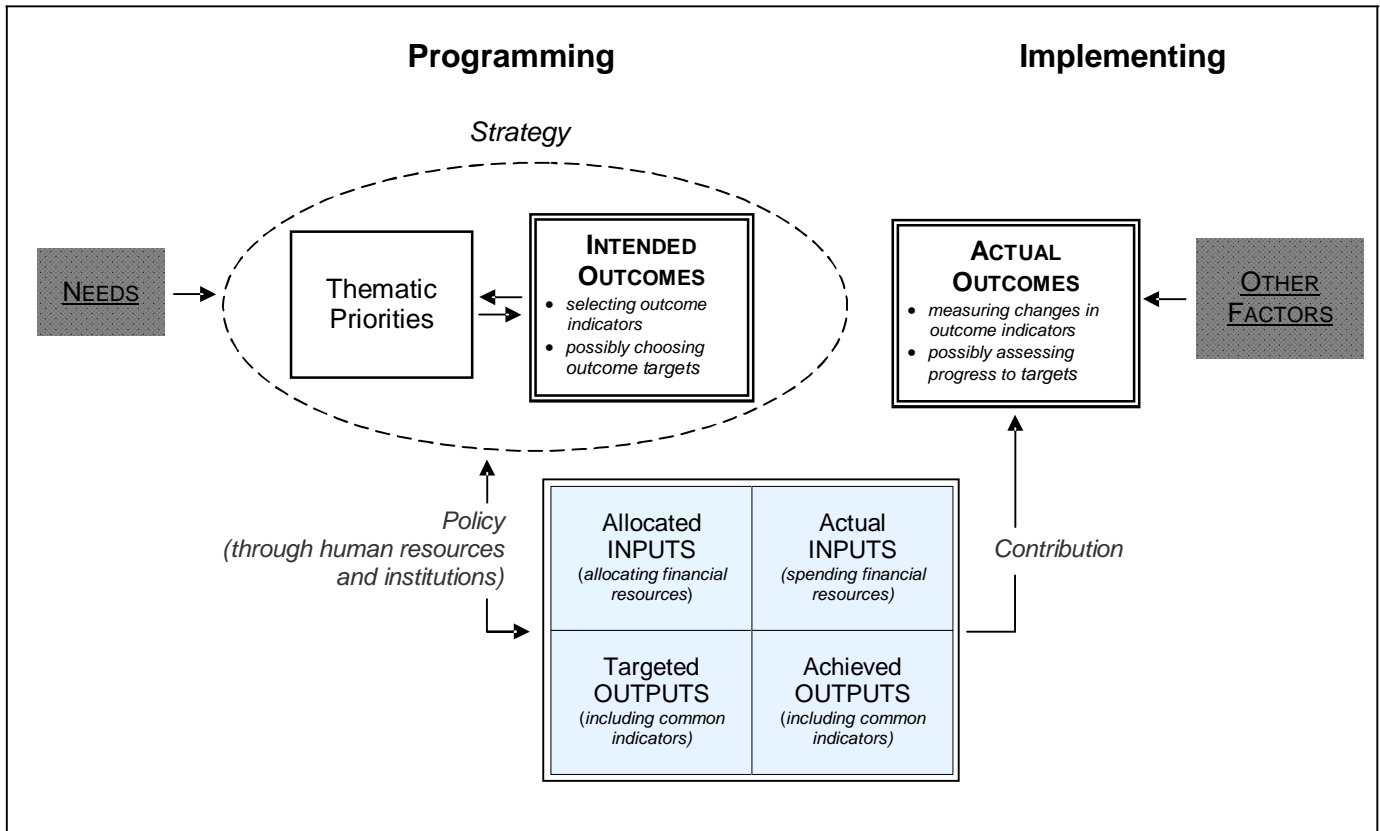 Programming
Implementing
Strategy
NEEDS
Thematic
Priorities
INTENDED
OUTCOMES
• selecting outcome
indicators
• possibly choosing
outcome targets
ACTUAL
OUTCOMES
• measuring changes in
outcome indicators
• possibly assessing
progress to targets
OTHER
FACTORS
Policy
(through human resources
and institutions)
Allocated
INPUTS
(allocating financial
resources)
Actual
INPUTS
(spending financial
resources)
Contribution
Targeted
OUTPUTS
(including common
indicators)
Achieved
OUTPUTS
(including common
indicators)